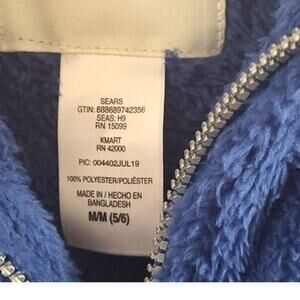 SEARS
GTIN: 888689742356
SEAS: H9
RN 15099
KMART
RN 42000
PIC: 004402JUL19
100% POLYESTER/POLIÉSTER
MADE IN / HECHO EN
BANGLADESH
M/M (5/6)